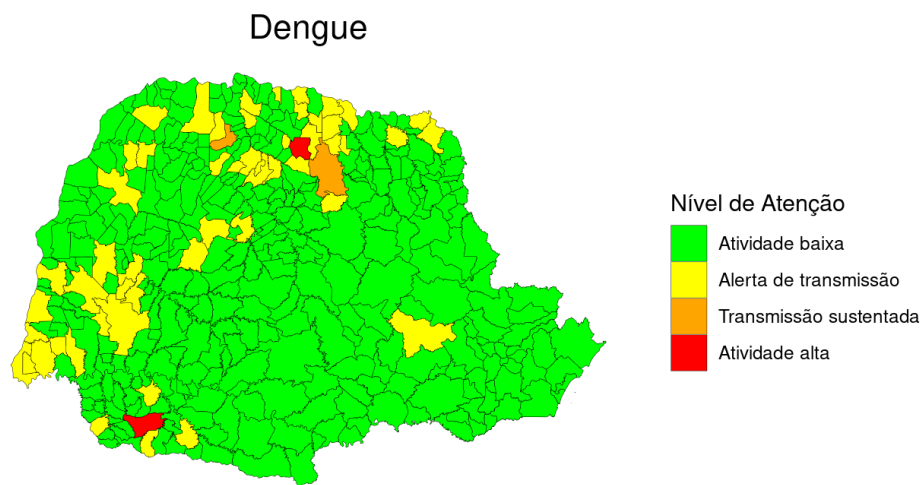 Dengue
Nível de Atenção
Atividade baixa
Alerta de transmissão
Transmissão sustentada
Atividade alta